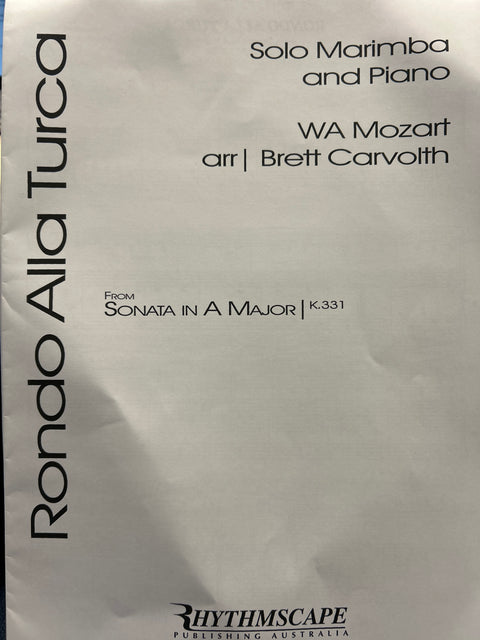 Rondo Alla Turca
Solo Marimba
and Piano
WA Mozart
arr| Brett Carvolth
FROM
SONATA IN A MAJOR | K.331
RHYTHMSCAPE
PUBLISHING AUSTRALIA